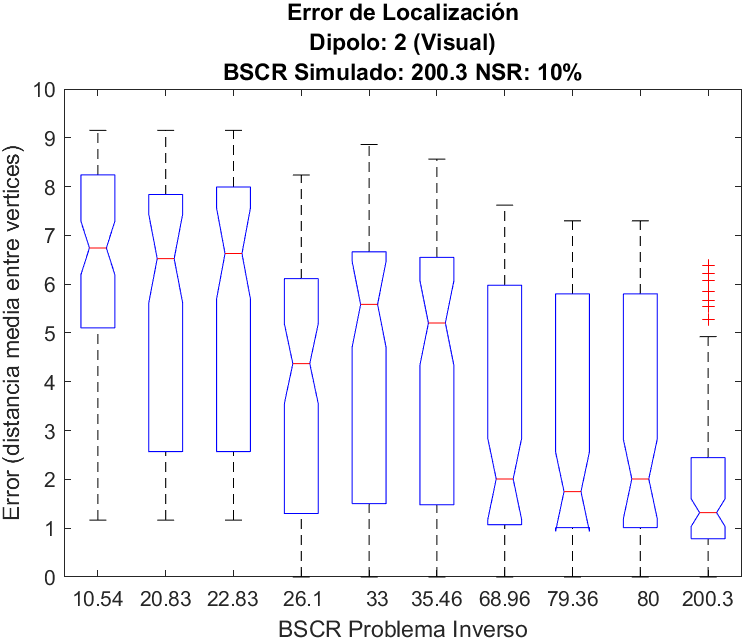 Error de Localización
Dipolo: 2 (Visual)
BSCR Simulado: 200.3 NSR: 10%
Error (distancia media entre vertices)
10
9
8
7
6
5
4
3
2
1
0
10.54 20.83 22.83 26.1 33 35.46 68.96 79.36 80 200.3
BSCR Problema Inverso